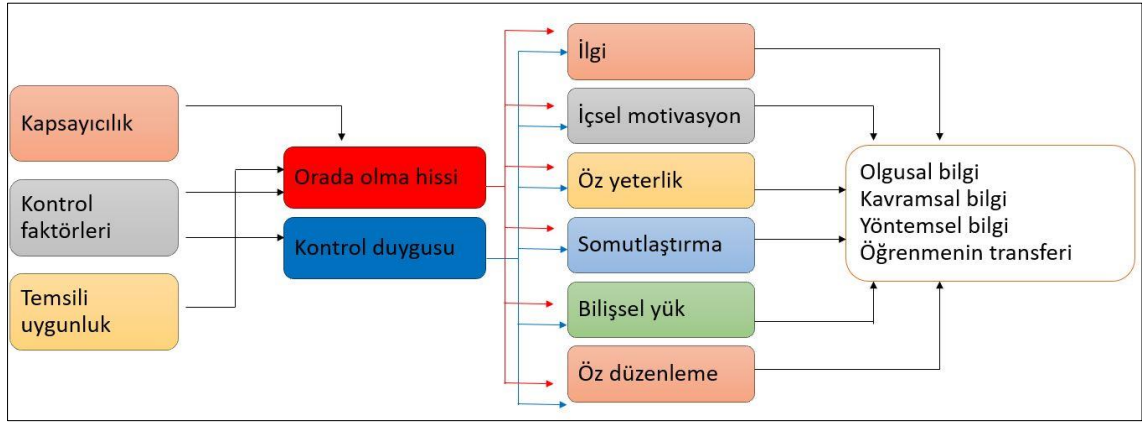 Kapsayıcılık
Kontrol
faktörleri
Temsili
uygunluk
Orada olma hissi
Kontrol duygusu
İlgi
İçsel motivasyon
Öz yeterlik
Somutlaştırma
Bilişsel yük
Öz düzenleme
Olgusal bilgi
Kavramsal bilgi
Yöntemsel bilgi
Öğrenmenin transferi